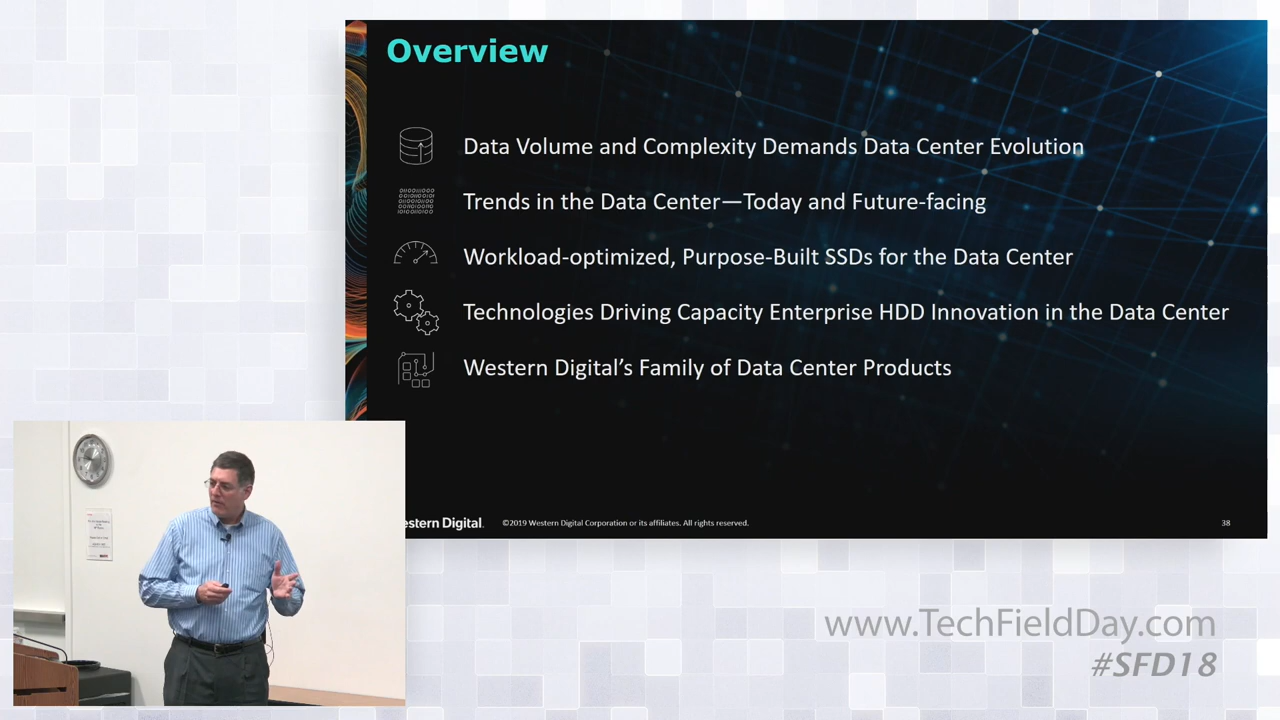 Overview
Data Volume and Complexity Demands Data Center Evolution
Trends in the Data Center—Today and Future-facing
Workload-optimized, Purpose-Built SSDs for the Data Center
Technologies Driving Capacity Enterprise HDD Innovation in the Data Center
Western Digital’s Family of Data Center Products
estern Digital.
©2019 Western Digital Corporation or its affiliates. All rights reserved.
38
www.TechFieldDay.com
#SFD18